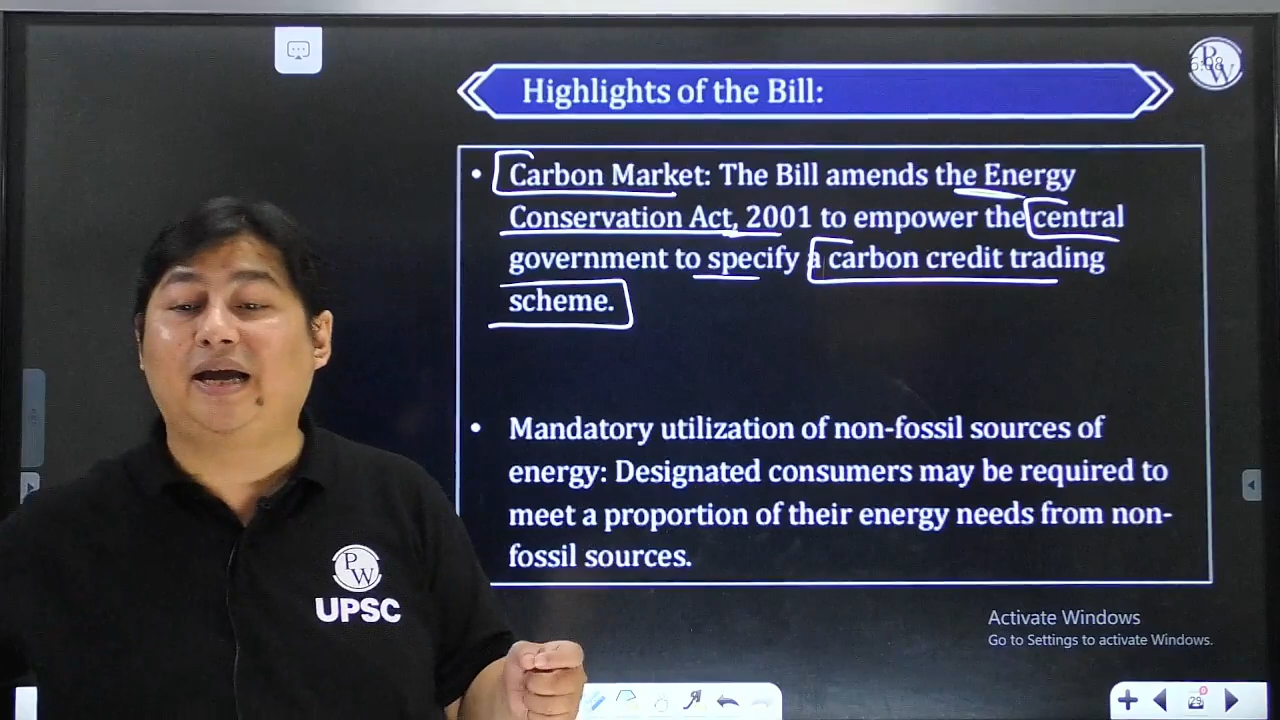 Highlights of the Bill:
P
W
6:08
• Carbon Market: The Bill amends the Energy
Conservation Act, 2001 to empower the central
government to specify a carbon credit trading
scheme.
• Mandatory utilization of non-fossil sources of
energy: Designated consumers may be required to
meet a proportion of their energy needs from non-
fossil sources.
P
W
UPSC
Activate Windows
Go to Settings to activate Windows.
29